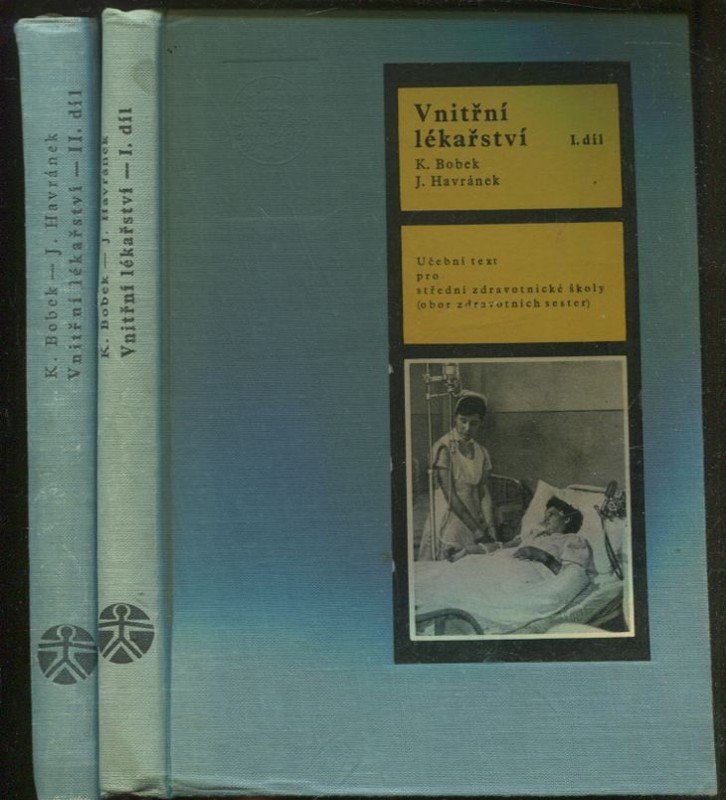 K. Bobek — J. Havránek
Vnitřní lékařství — II. díl
K. Bobek — J. Havránek
Vnitřní lékařství — I. díl
Vnitřní
lékařství I. díl
K. Bobek
J. Havránek
Učební text
pro
střední zdravotnické školy
(obor zdravotních sester)